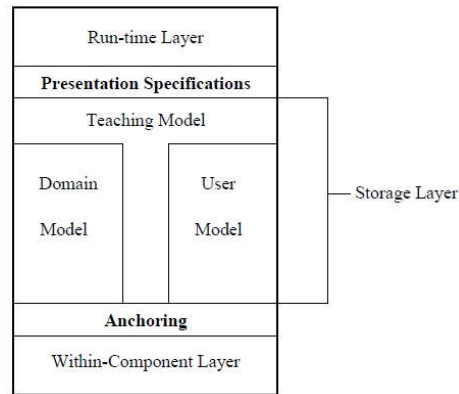 Run-time Layer
Presentation Specifications
Teaching Model
Domain
Model
User
Model
Storage Layer
Anchoring
Within-Component Layer